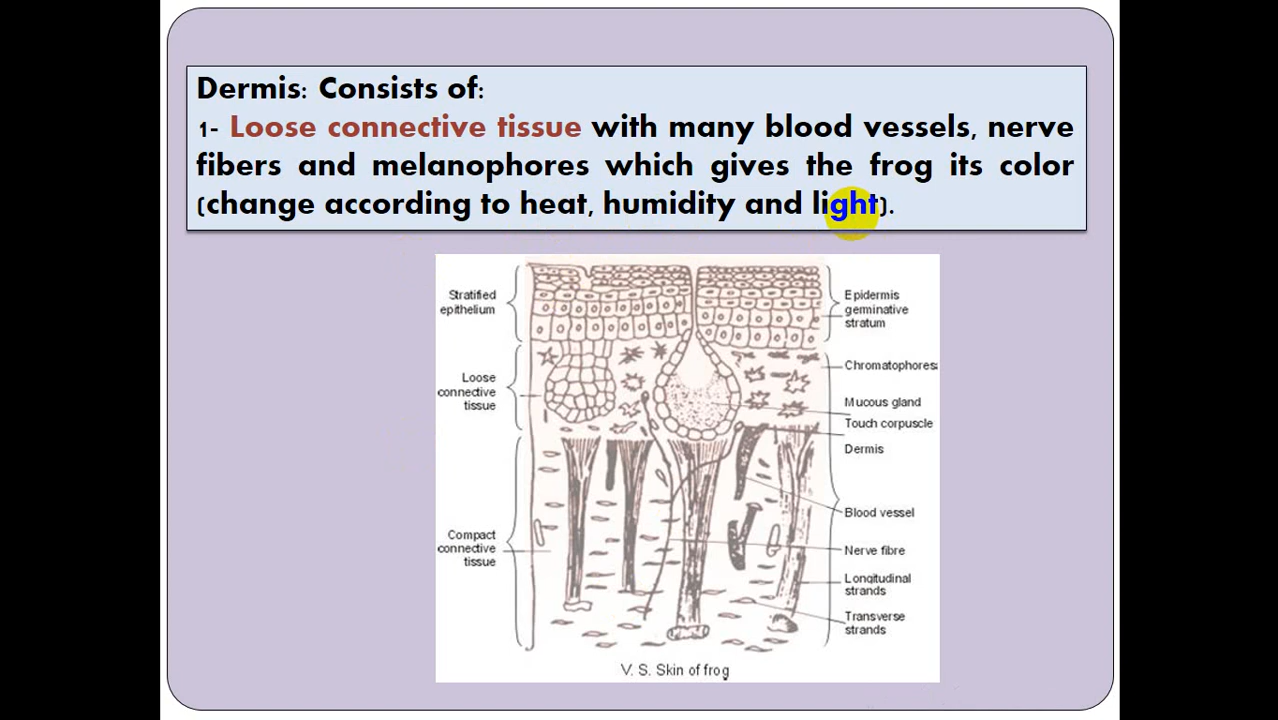 Dermis: Consists of:
1- Loose connective tissue with many blood vessels, nerve
fibers and melanophores which gives the frog its color
(change according to heat, humidity and light).
Stratified
epithelium
Loose
connective
tissue
Compact
connective
tissue
Epidermis
germinative
stratum
Chromatophores
Mucous gland
Touch corpuscle
Dermis
Blood vessel
Nerve fibre
Longitudinal
strands
Transverse
strands
V. S. Skin of frog